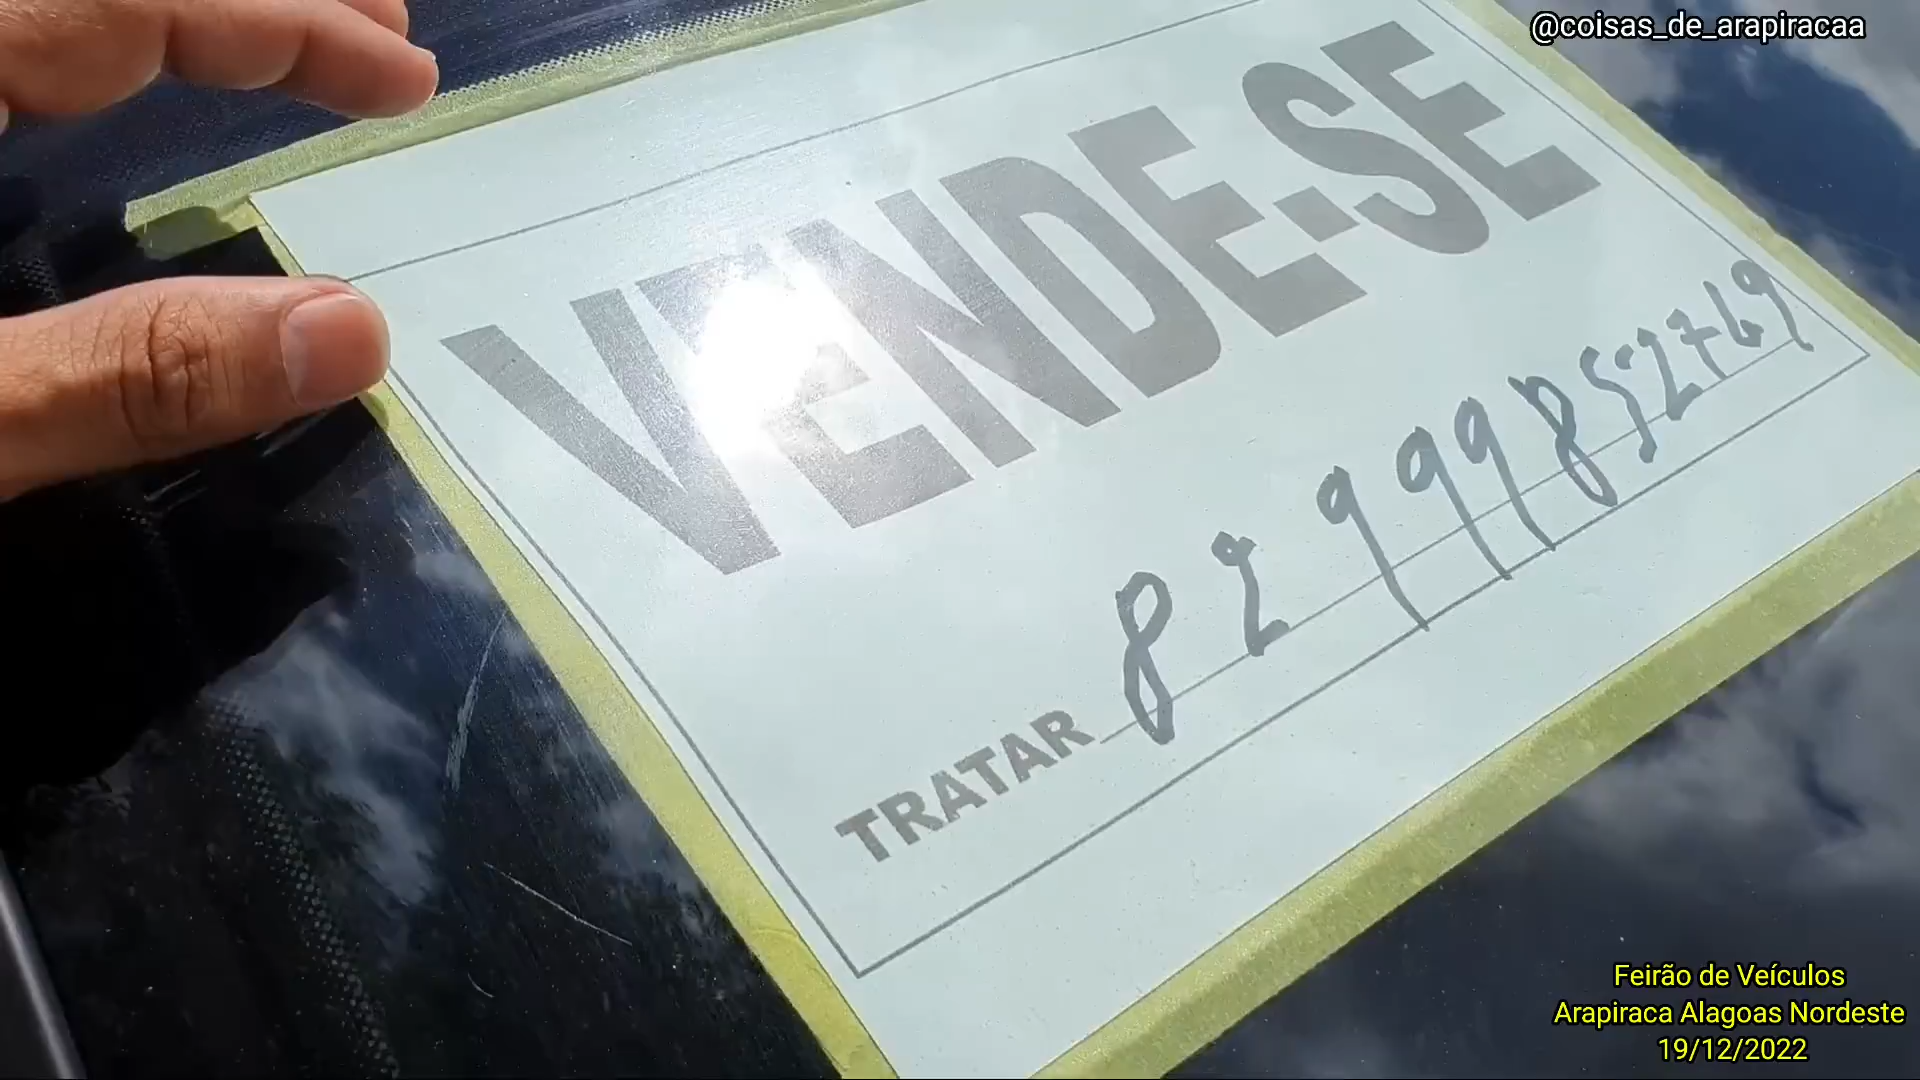 @coisas_de_arapiracaa
VENDE-SE
TRATAR 82 999852769
Feirão de Veículos
Arapiraca Alagoas Nordeste
19/12/2022